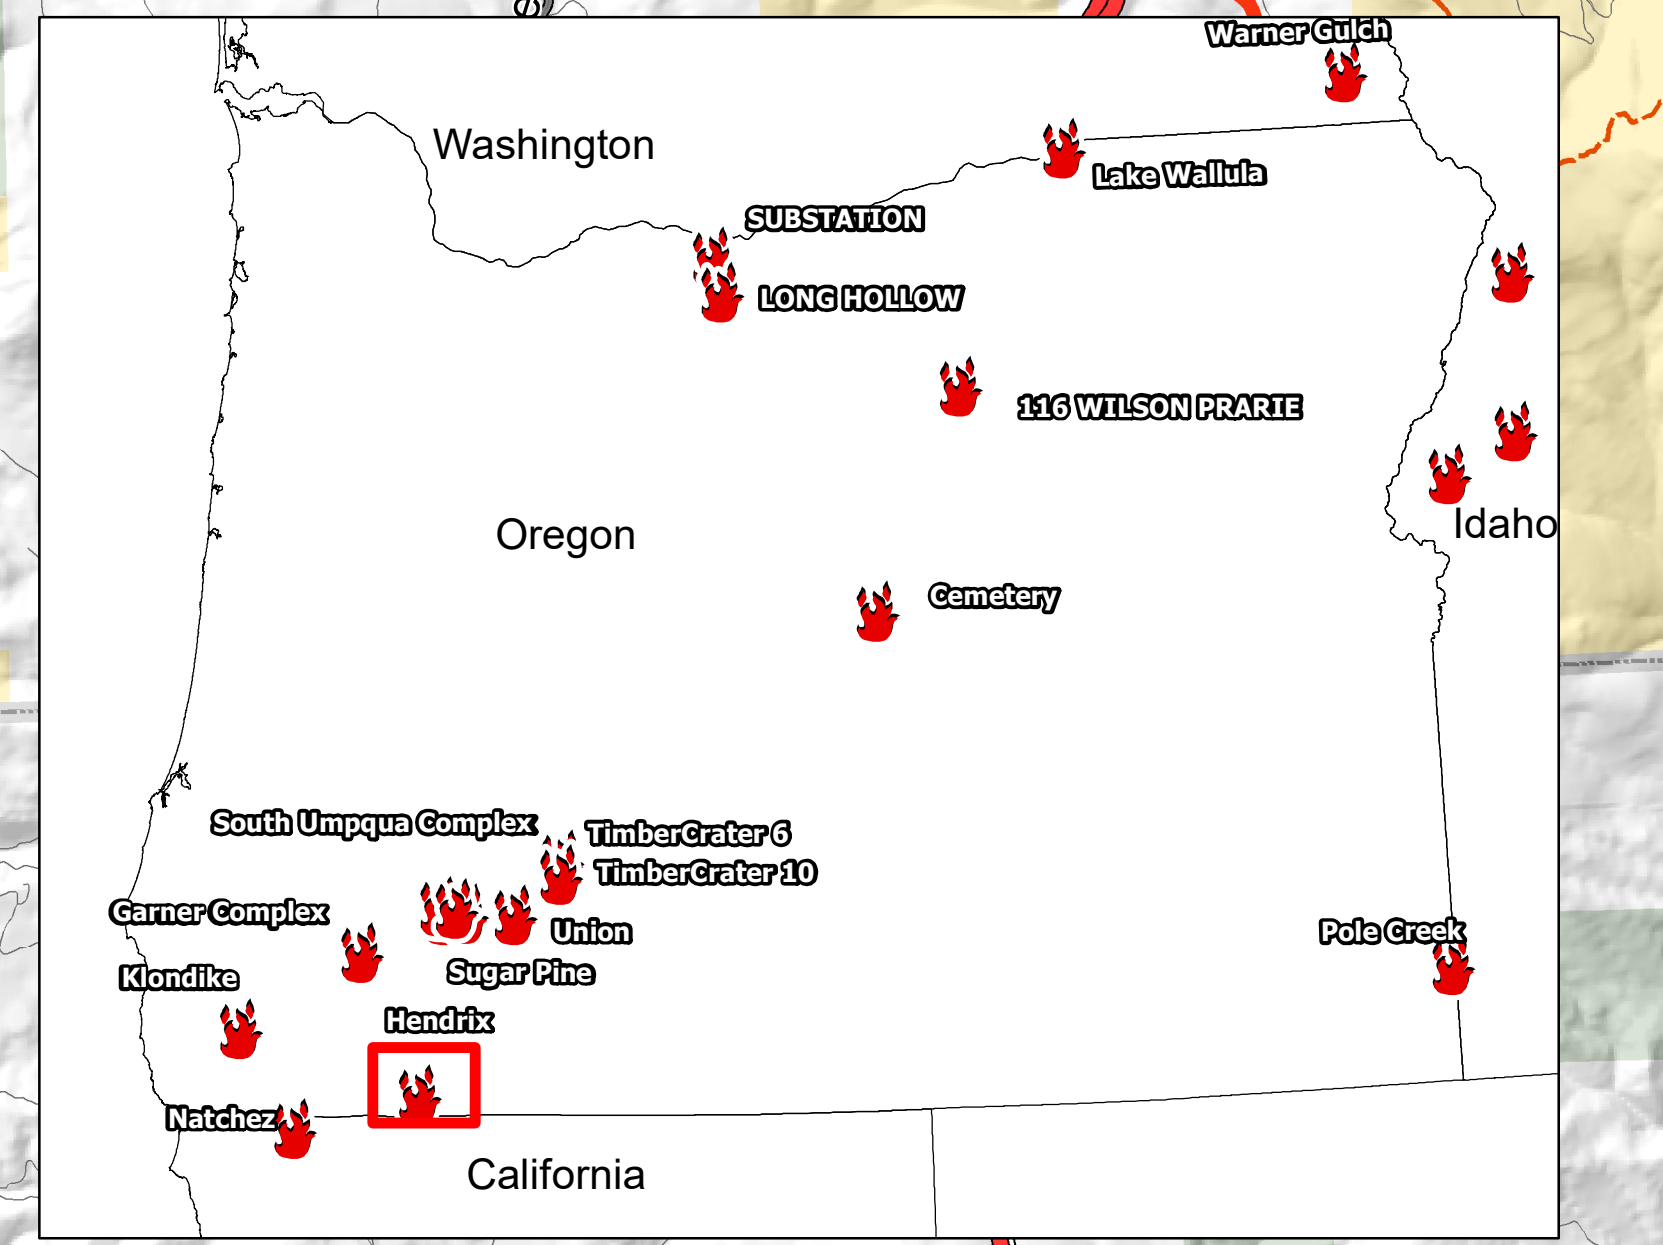 Warner Gulch
Washington
Lake Wallula
SUBSTATION
LONG HOLLOW
116 WILSON PRARIE
Idaho
Oregon
Cemetery
South Umpqua Complex
TimberCrater 6
TimberCrater 10
Garner Complex
Union
Pole Creek
Sugar Pine
Klondike
Hendrix
Natchez
California